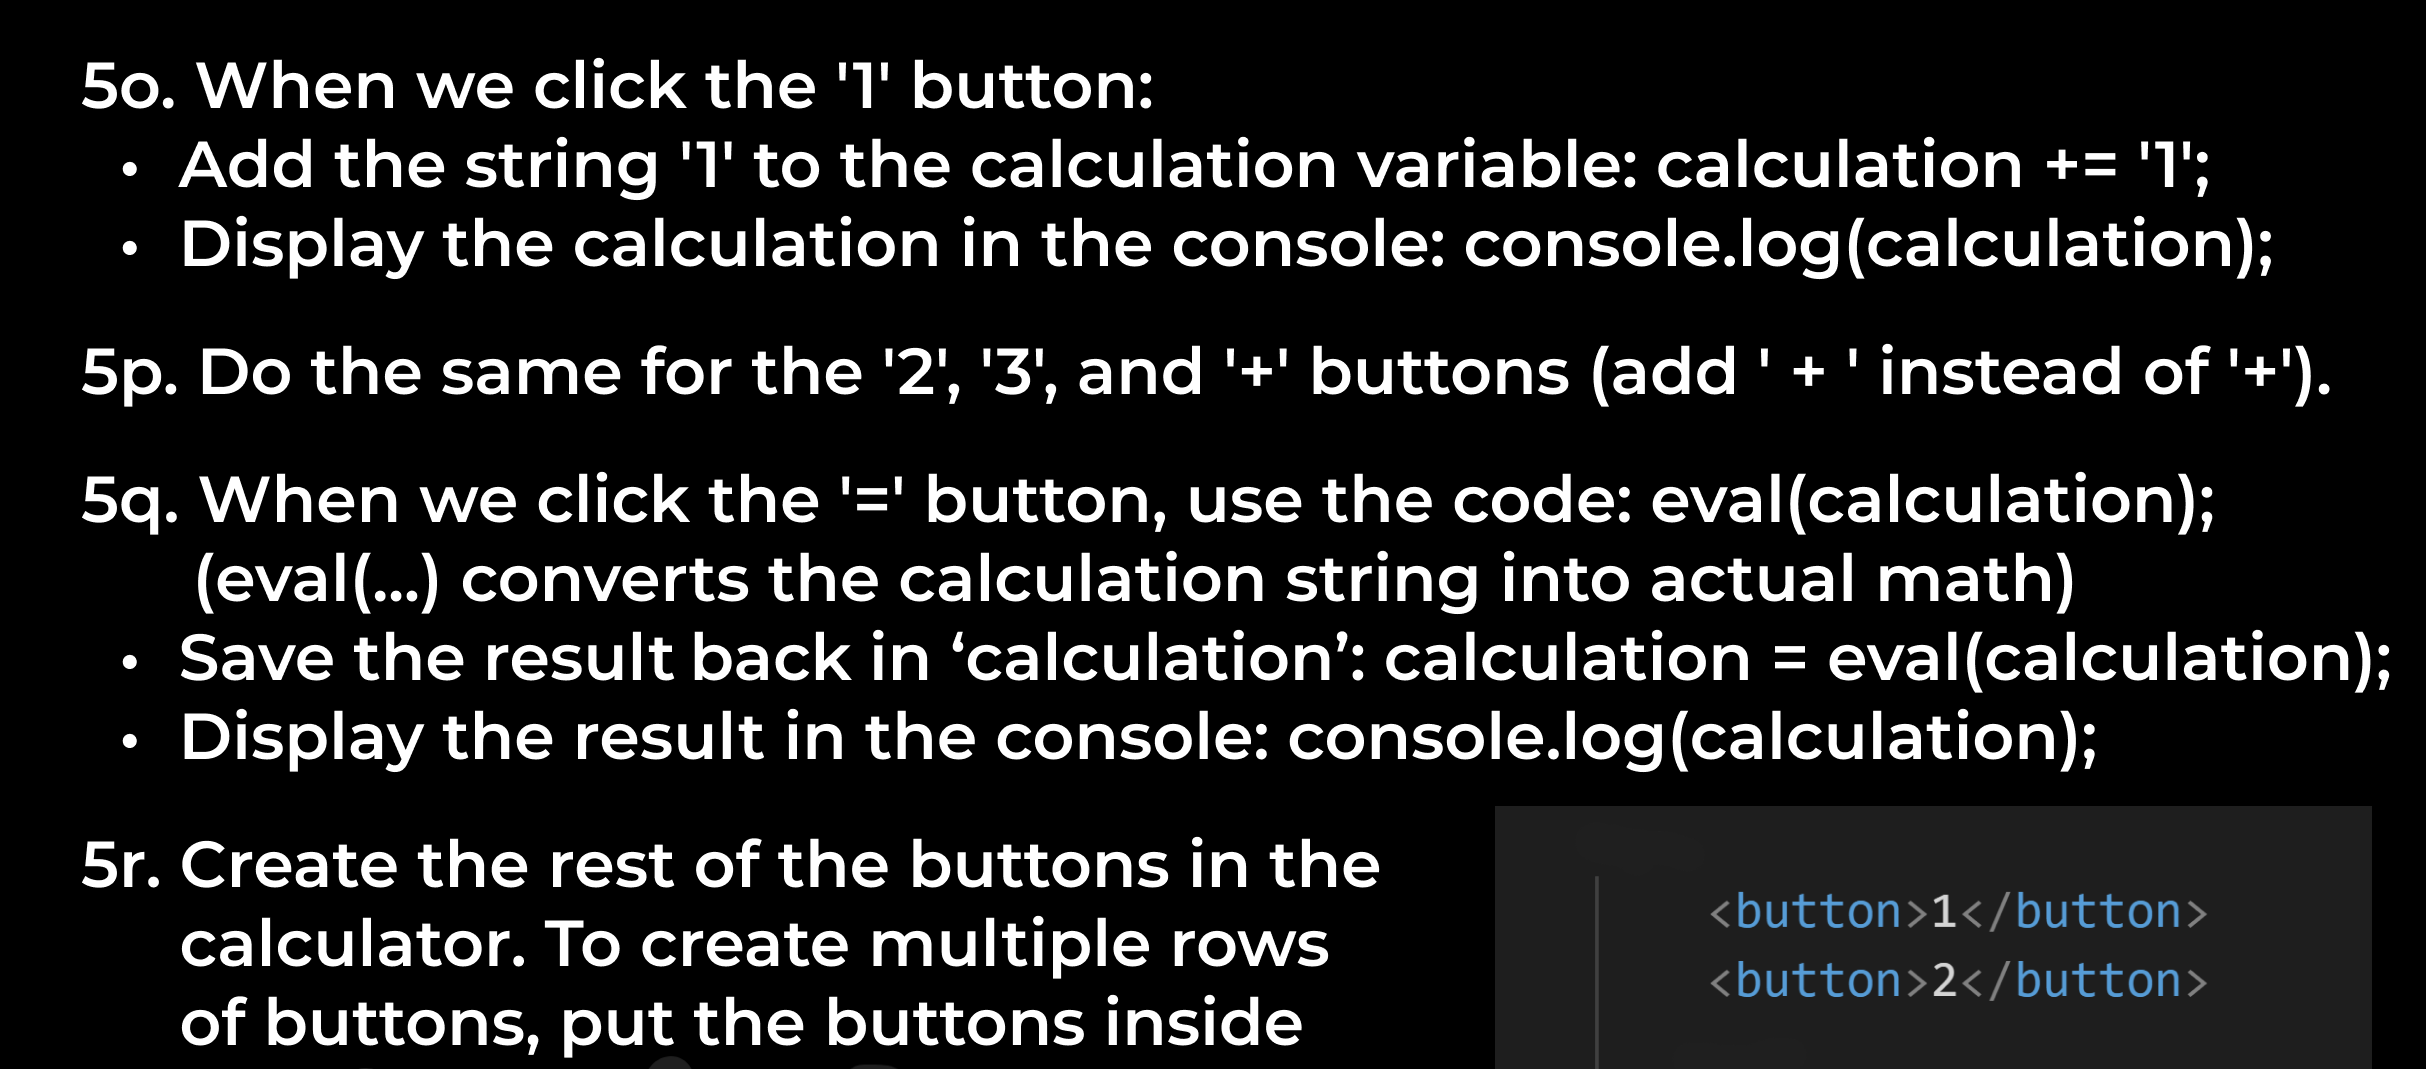 5o. When we click the '1' button:
• Add the string '1' to the calculation variable: calculation += '1';
• Display the calculation in the console: console.log(calculation);
5p. Do the same for the '2', '3', and '+' buttons (add ' + ' instead of '+').
5q. When we click the '=' button, use the code: eval(calculation);
(eval(...) converts the calculation string into actual math)
• Save the result back in ‘calculation’: calculation = eval(calculation);
• Display the result in the console: console.log(calculation);
5r. Create the rest of the buttons in the
calculator. To create multiple rows
of buttons, put the buttons inside
<button>1</button>
<button>2</button>